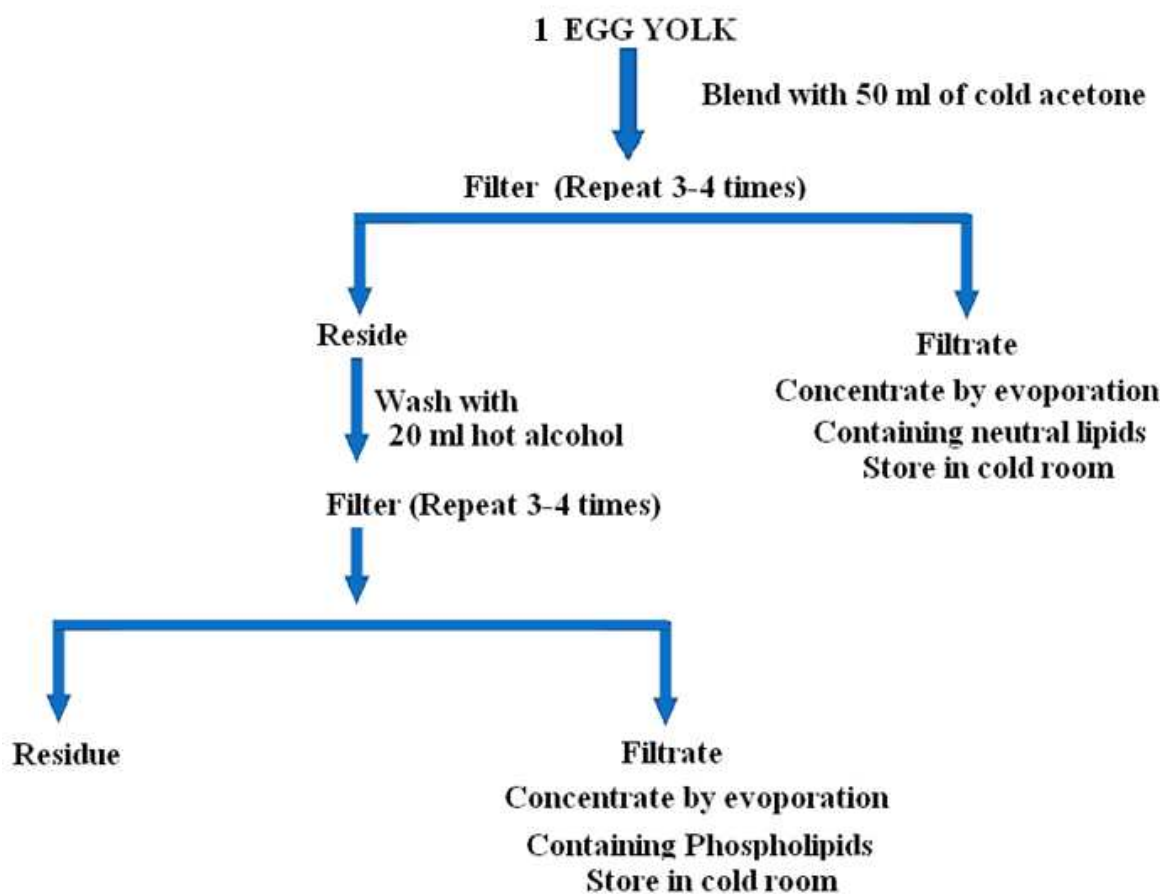 1 EGG YOLK
Blend with 50 ml of cold acetone
Filter (Repeat 3-4 times)
Reside
Wash with
20 ml hot alcohol
Filter (Repeat 3-4 times)
Filtrate
Concentrate by evoporation
Containing neutral lipids
Store in cold room
Residue
Filtrate
Concentrate by evoporation
Containing Phospholipids
Store in cold room